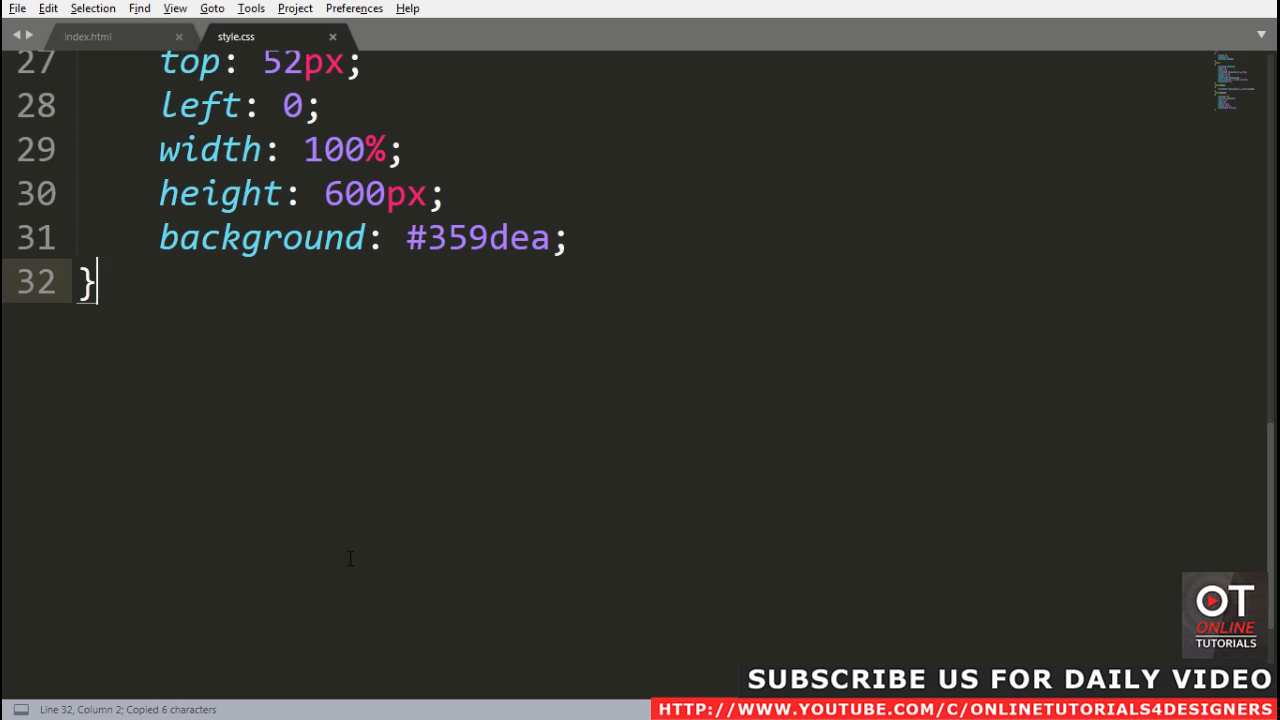 File Edit Selection Find View Goto Tools Project Preferences Help
index.html × style.css ×
27 top: 52px;
28 left: 0;
29 width: 100%;
30 height: 600px;
31 background: #359dea;
32 }
OT
ONLINE
TUTORIALS
SUBSCRIBE US FOR DAILY VIDEO
Line 32, Column 2; Copied 6 characters
HTTP://WWW.YOUTUBE.COM/C/ONLINETUTORIALS4DESIGNERS